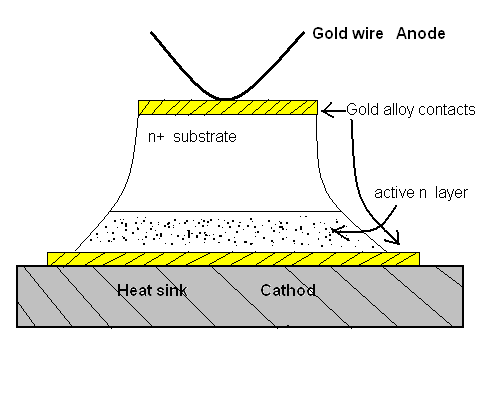 Gold wire Anode
Gold alloy contacts
n+ substrate
active n layer
Heat sink Cathod